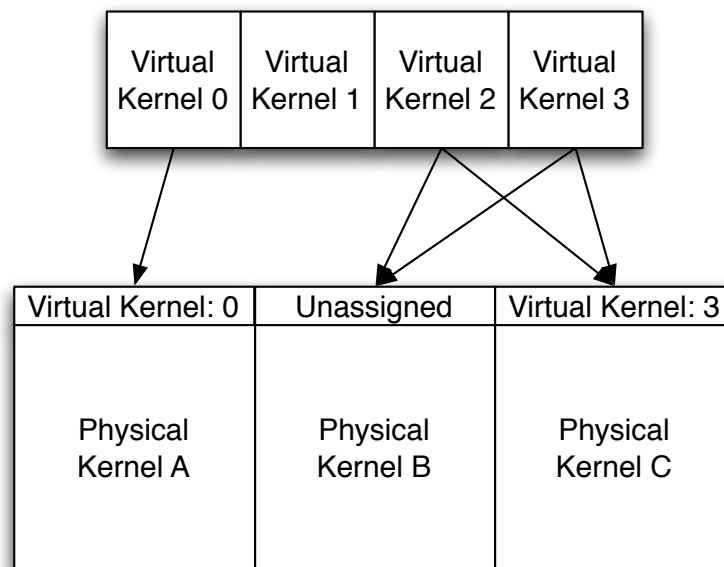 Virtual
Kernel 0
Virtual
Kernel 1
Virtual
Kernel 2
Virtual
Kernel 3
Virtual Kernel: 0
Unassigned
Virtual Kernel: 3
Physical
Kernel A
Physical
Kernel B
Physical
Kernel C